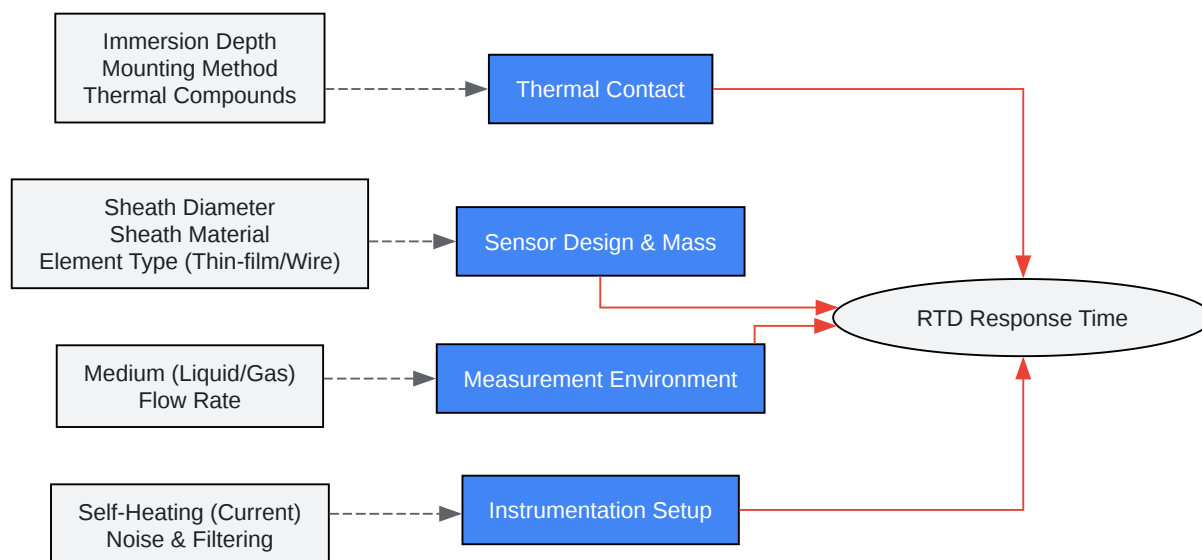 Immersion Depth
Mounting Method
Thermal Compounds
Thermal Contact
Sheath Diameter
Sheath Material
Element Type (Thin-film/Wire)
Sensor Design & Mass
RTD Response Time
Medium (Liquid/Gas)
Flow Rate
Measurement Environment
Self-Heating (Current)
Noise & Filtering
Instrumentation Setup